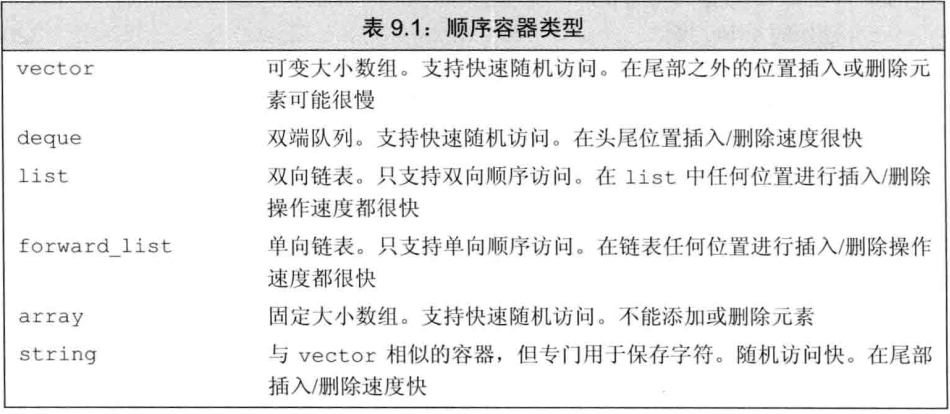 表 9.1：顺序容器类型
vector 可变大小数组。支持快速随机访问。在尾部之外的位置插入或删除元
素可能很慢
deque 双端队列。支持快速随机访问。在头尾位置插入/删除速度很快
list 双向链表。只支持双向顺序访问。在 list 中任何位置进行插入/删除
操作速度都很快
forward_list 单向链表。只支持单向顺序访问。在链表任何位置进行插入/删除操作
速度都很快
array 固定大小数组。支持快速随机访问。不能添加或删除元素
string 与 vector 相似的容器，但专门用于保存字符。随机访问快。在尾部
插入/删除速度快